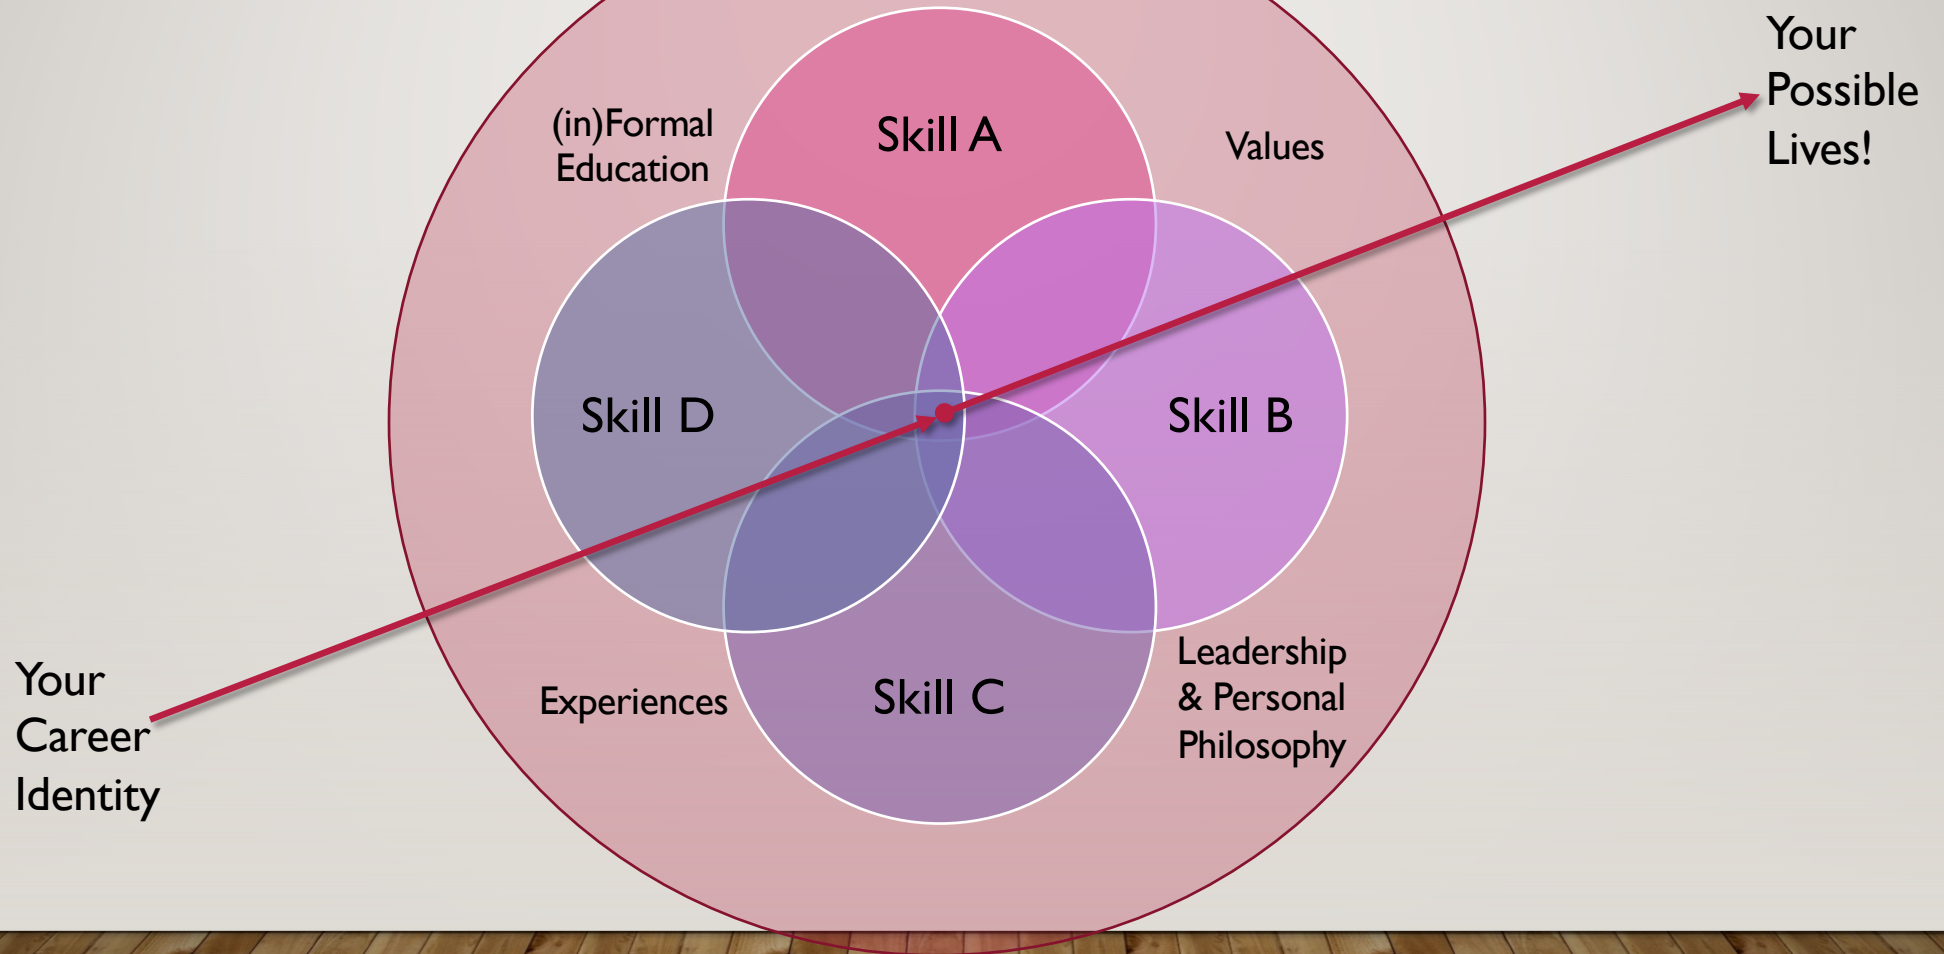 Your
Possible
Lives!
(in)Formal
Education
Skill A
Values
Skill D
Skill B
Your
Career
Identity
Experiences
Skill C
Leadership
& Personal
Philosophy